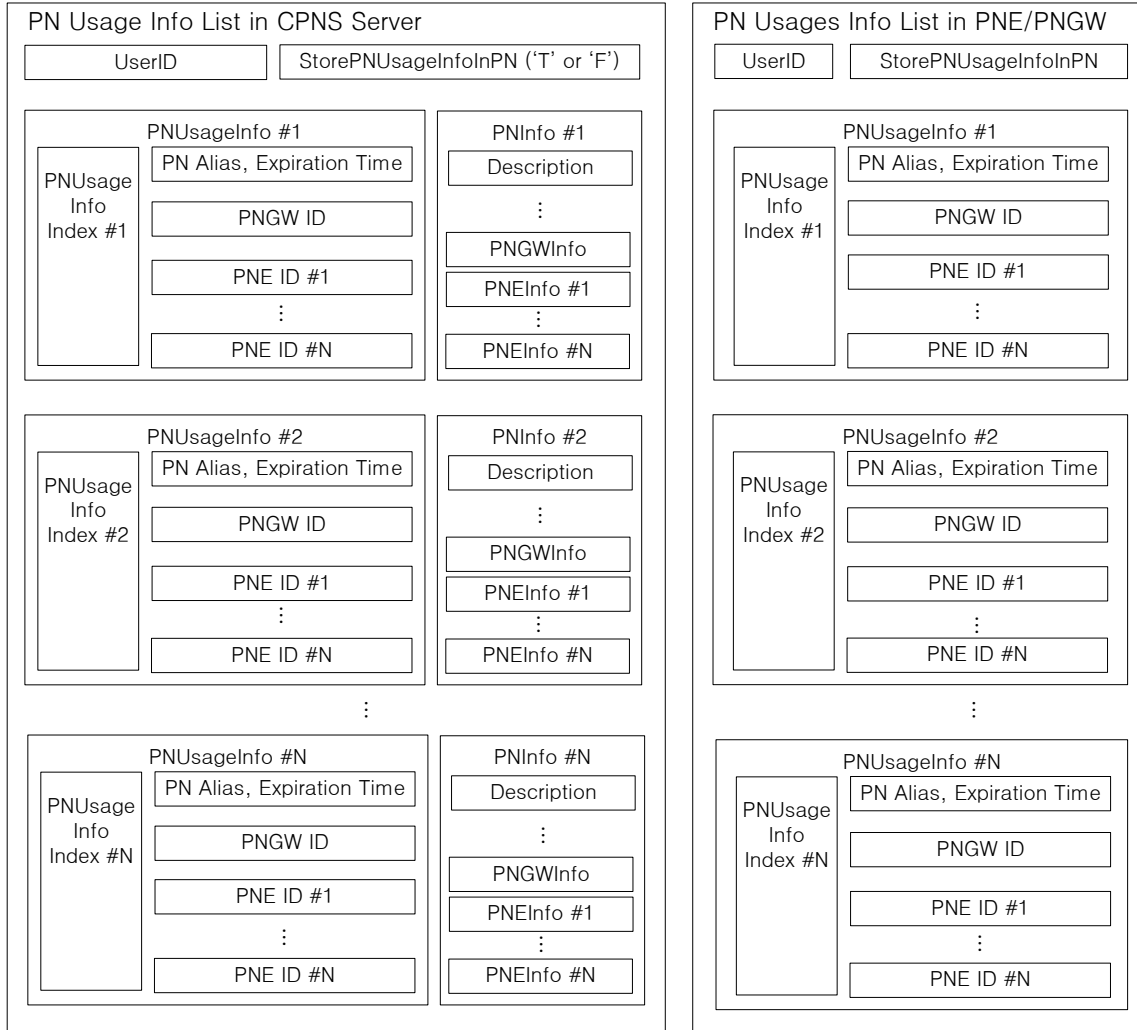 PN Usage Info List in CPNS Server
UserID
StorePNUsageInfoInPN (‘T’ or ‘F’)
PNUsageInfo #1
PNUsage
Info
Index #1
PN Alias, Expiration Time
PNGW ID
PNE ID #1
⋮
PNE ID #N
PNInfo #1
Description
⋮
PNGWInfo
PNEInfo #1
⋮
PNEInfo #N
PNUsageInfo #2
PNUsage
Info
Index #2
PN Alias, Expiration Time
PNGW ID
PNE ID #1
⋮
PNE ID #N
PNInfo #2
Description
⋮
PNGWInfo
PNEInfo #1
⋮
PNEInfo #N
⋮
PNUsageInfo #N
PNUsage
Info
Index #N
PN Alias, Expiration Time
PNGW ID
PNE ID #1
⋮
PNE ID #N
PNInfo #N
Description
⋮
PNGWInfo
PNEInfo #1
⋮
PNEInfo #N
PN Usages Info List in PNE/PNGW
UserID
StorePNUsageInfoInPN
PNUsageInfo #1
PNUsage
Info
Index #1
PN Alias, Expiration Time
PNGW ID
PNE ID #1
⋮
PNE ID #N
PNUsageInfo #2
PNUsage
Info
Index #2
PN Alias, Expiration Time
PNGW ID
PNE ID #1
⋮
PNE ID #N
⋮
PNUsageInfo #N
PNUsage
Info
Index #N
PN Alias, Expiration Time
PNGW ID
PNE ID #1
⋮
PNE ID #N